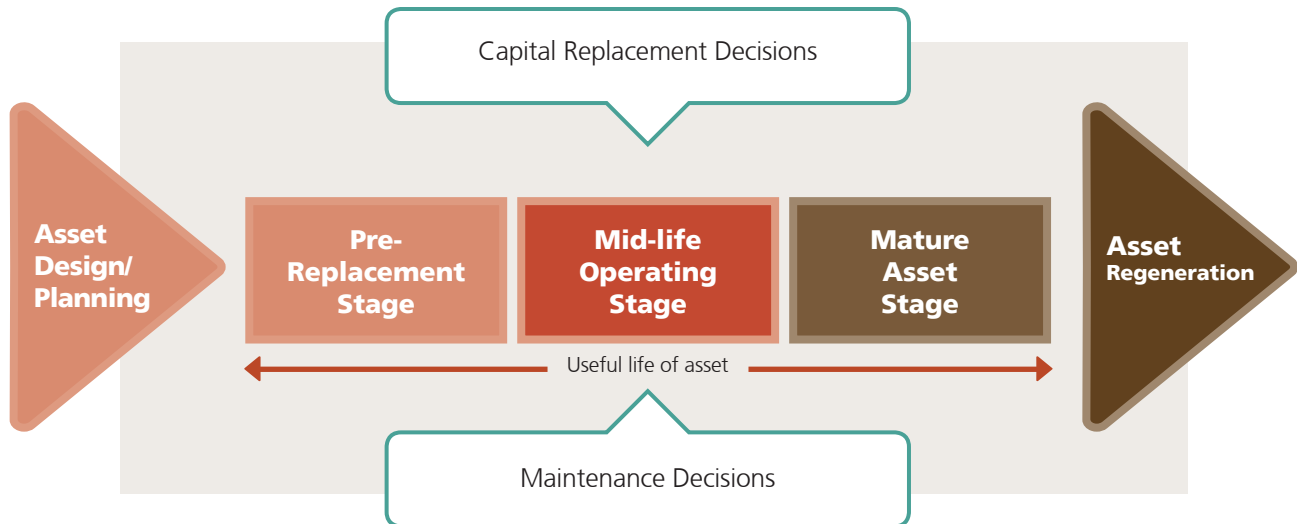 Capital Replacement Decisions
Asset
Design/
Planning
Pre-
Replacement
Stage
Mid-life
Operating
Stage
Mature
Asset
Stage
Asset
Regeneration
Useful life of asset
Maintenance Decisions